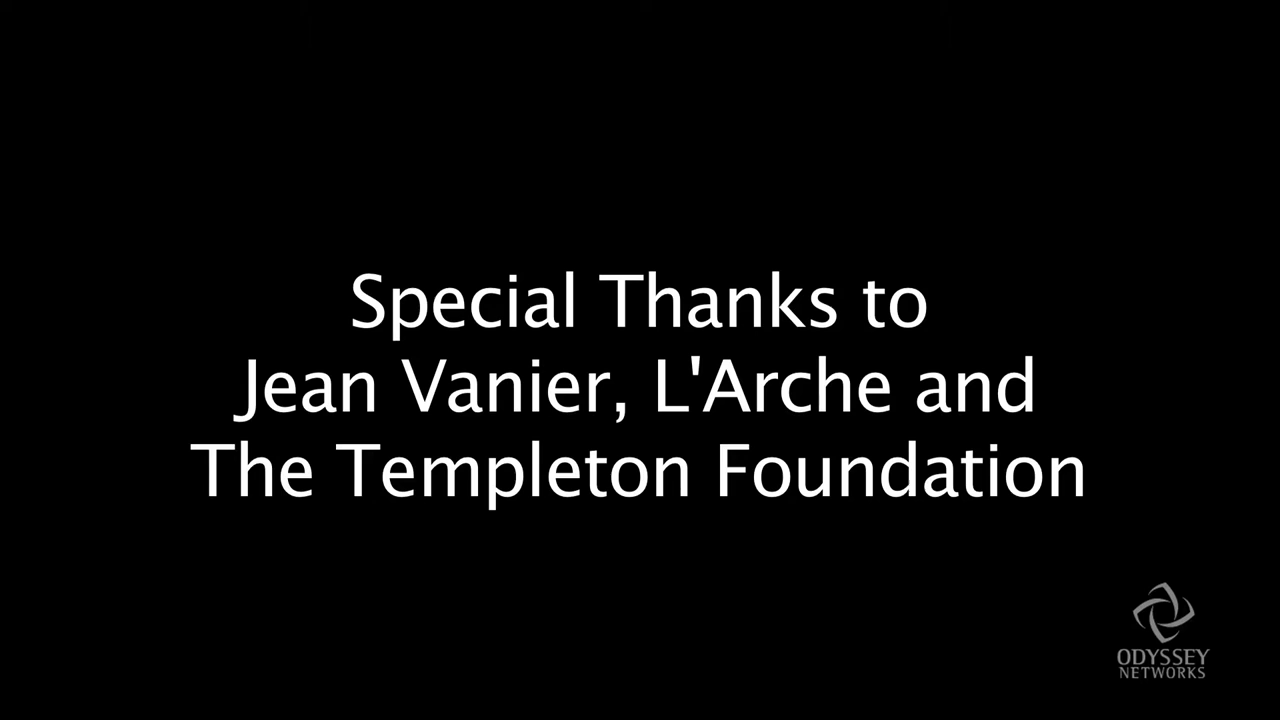 Special Thanks to
Jean Vanier, L'Arche and
The Templeton Foundation
ODYSSEY
NETWORKS